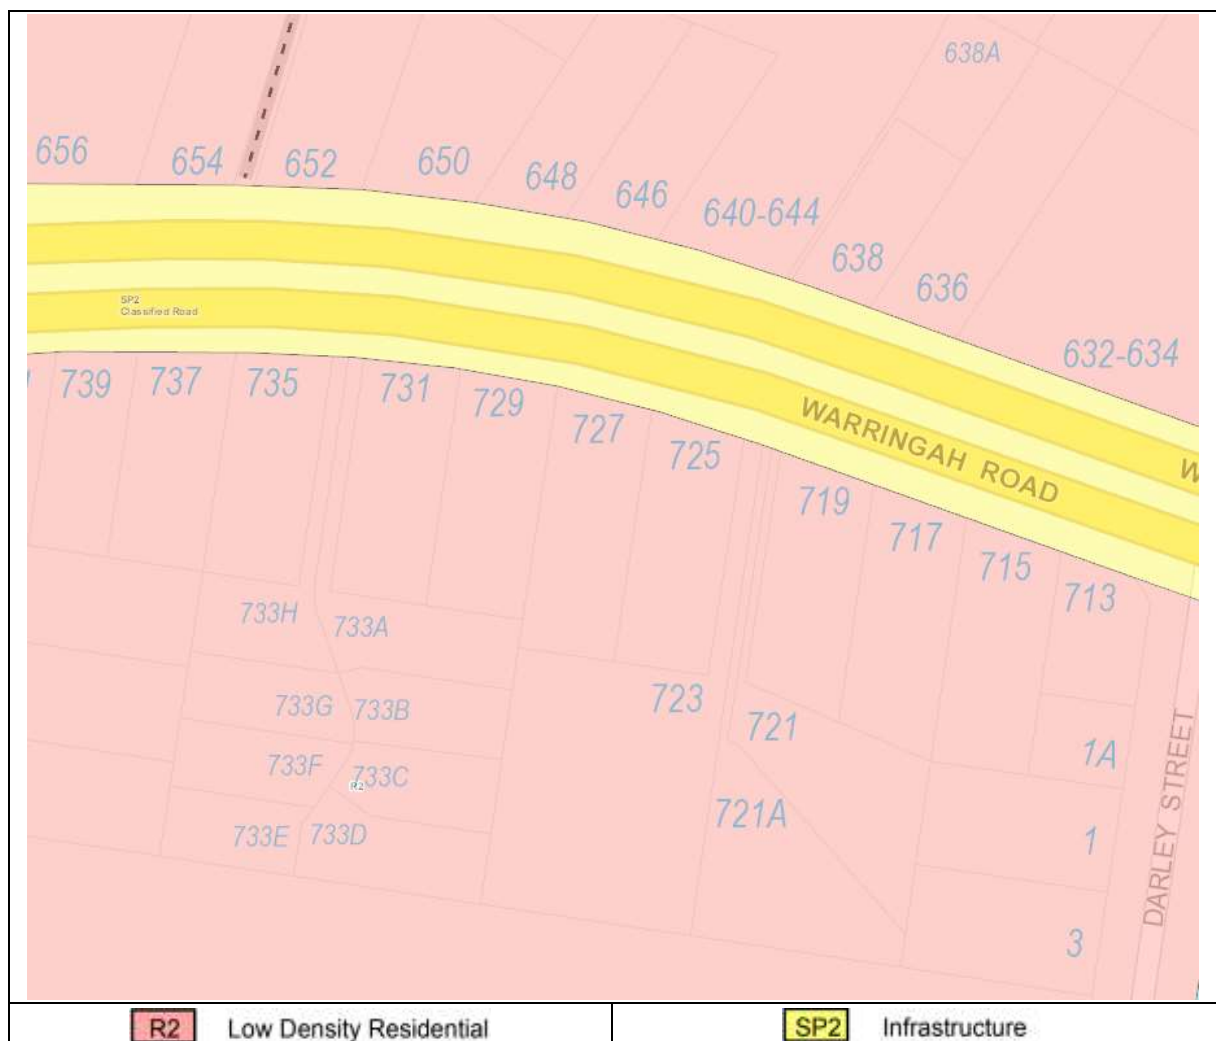 638A
656
654
652
650
648
646
640-644
638
636
632-634
SP2
Classified Road
739
737
735
731
729
727
725
WARRINGAH ROAD
W
719
717
715
713
733H
733A
733G
733B
723
721
1A
733F
733C
R2
721A
733E
733D
1
3
DARLEY STREET
R2 Low Density Residential
SP2 Infrastructure